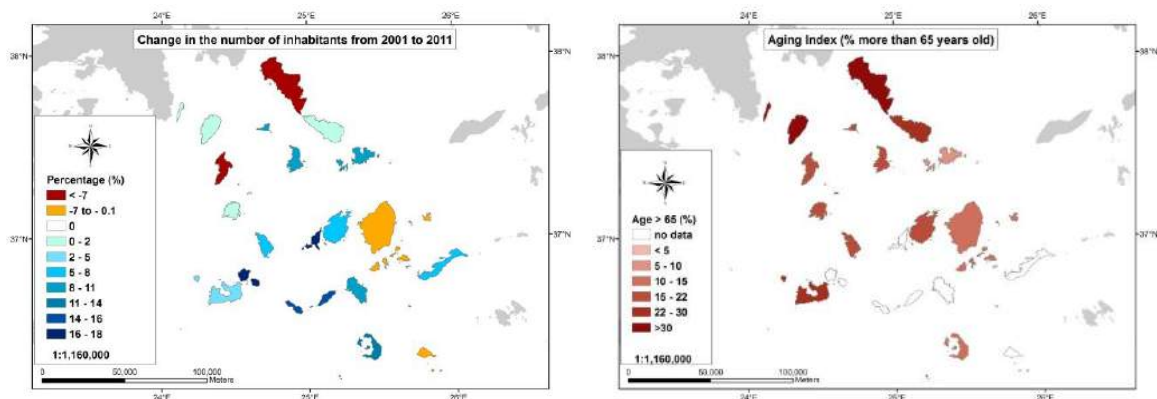 24°E 25°E 26°E
Change in the number of inhabitants from 2001 to 2011
38°N 38°N
37°N 37°N
Percentage (%)
< -7
-7 to - 0.1
0
0 - 2
2 - 5
5 - 8
8 - 11
11 - 14
14 - 16
16 - 18
1:1,160,000
0 50,000 100,000
Meters
24°E 25°E 26°E
24°E 25°E 26°E
Aging Index (% more than 65 years old)
38°N 38°N
37°N 37°N
Age > 65 (%)
no data
< 5
5 - 10
10 - 15
15 - 22
22 - 30
>30
1:1,160,000
0 50,000 100,000
Meters
24°E 25°E 26°E